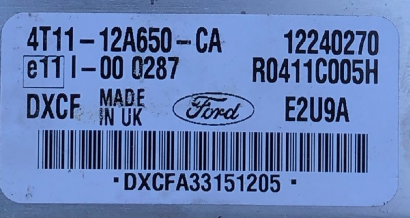 4T11-12A650-CA 12240270
e11 I-00 0287 R0411C005H
DXCF MADE IN UK Ford E2U9A
• DXCFA33151205 •